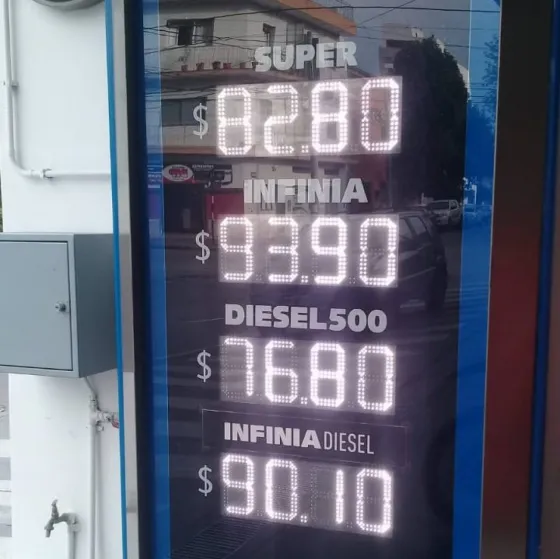 SUPER
$ 82.80
INFINIA
$ 93.90
DIESEL500
$ 76.80
INFINIA DIESEL
$ 90.10